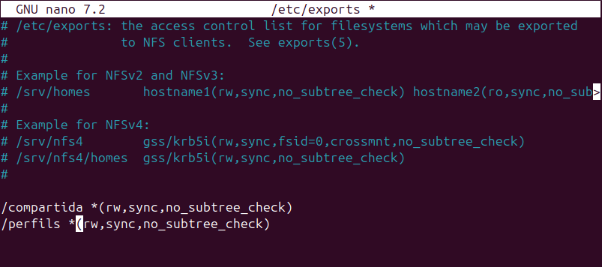 GNU nano 7.2 /etc/exports *
# /etc/exports: the access control list for filesystems which may be exported
#               to NFS clients.  See exports(5).
#
# Example for NFSv2 and NFSv3:
# /srv/homes       hostname1(rw,sync,no_subtree_check) hostname2(ro,sync,no_sub>
#
# Example for NFSv4:
# /srv/nfs4        gss/krb5i(rw,sync,fsid=0,crossmnt,no_subtree_check)
# /srv/nfs4/homes  gss/krb5i(rw,sync,no_subtree_check)
#
/compartida *(rw,sync,no_subtree_check)
/perfils *(rw,sync,no_subtree_check)